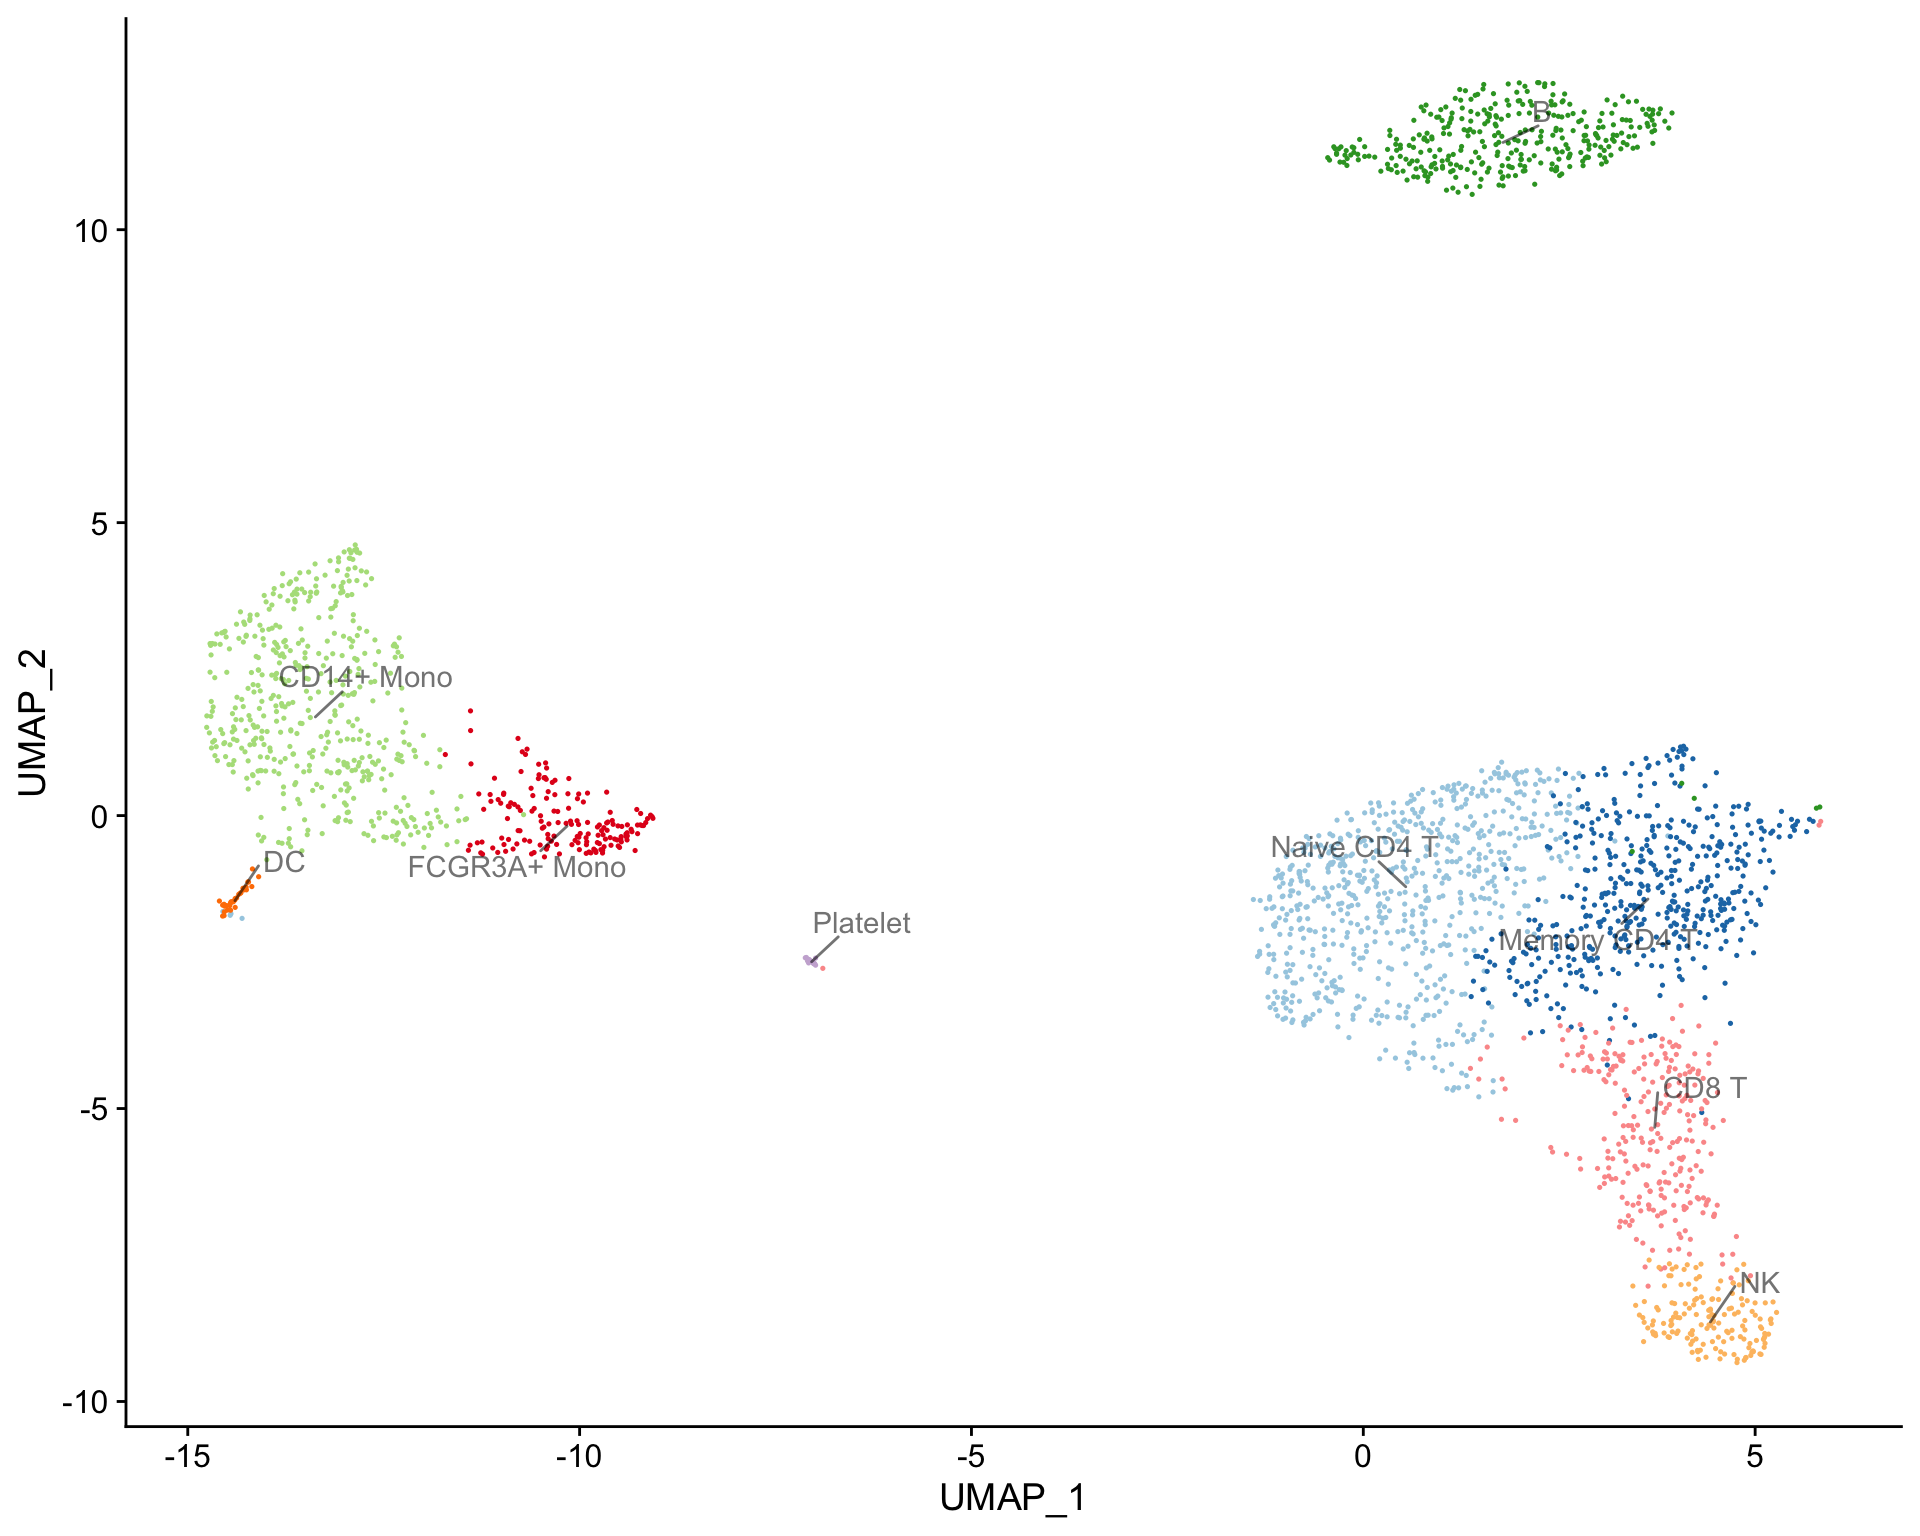 B
10
5
CD14+ Mono
0
DC
FCGR3A+ Mono
Naive CD4 T
Platelet
Memory CD4 T
CD8 T
-5
NK
-10
-15
-10
-5
0
5
UMAP_1
UMAP_2